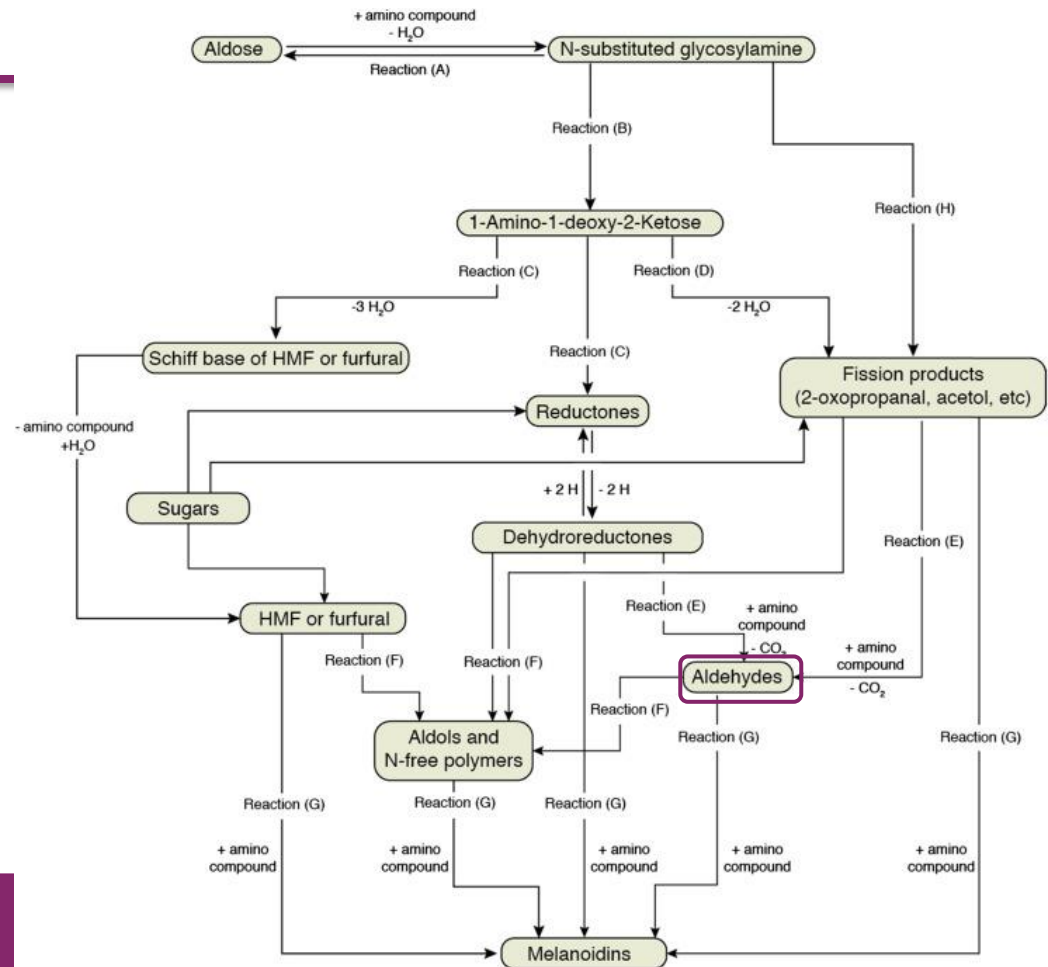 + amino compound
- H₂O
Aldose
N-substituted glycosylamine
Reaction (A)
Reaction (B)
Reaction (H)
1-Amino-1-deoxy-2-Ketose
Reaction (C)
Reaction (D)
-3 H₂O
-2 H₂O
Schiff base of HMF or furfural
Reaction (C)
Fission products
(2-oxopropanal, acetol, etc)
Reductones
- amino compound
+H₂O
+ 2 H
- 2 H
Sugars
Dehydroreductones
Reaction (E)
HMF or furfural
Reaction (E)
+ amino
compound
- CO₂
+ amino
compound
- CO₂
Reaction (F)
Reaction (F)
Aldehydes
Reaction (F)
Aldols and
N-free polymers
Reaction (G)
Reaction (G)
Reaction (G)
Reaction (G)
Reaction (G)
+ amino
compound
+ amino
compound
+ amino
compound
+ amino
compound
+ amino
compound
Melanoidins